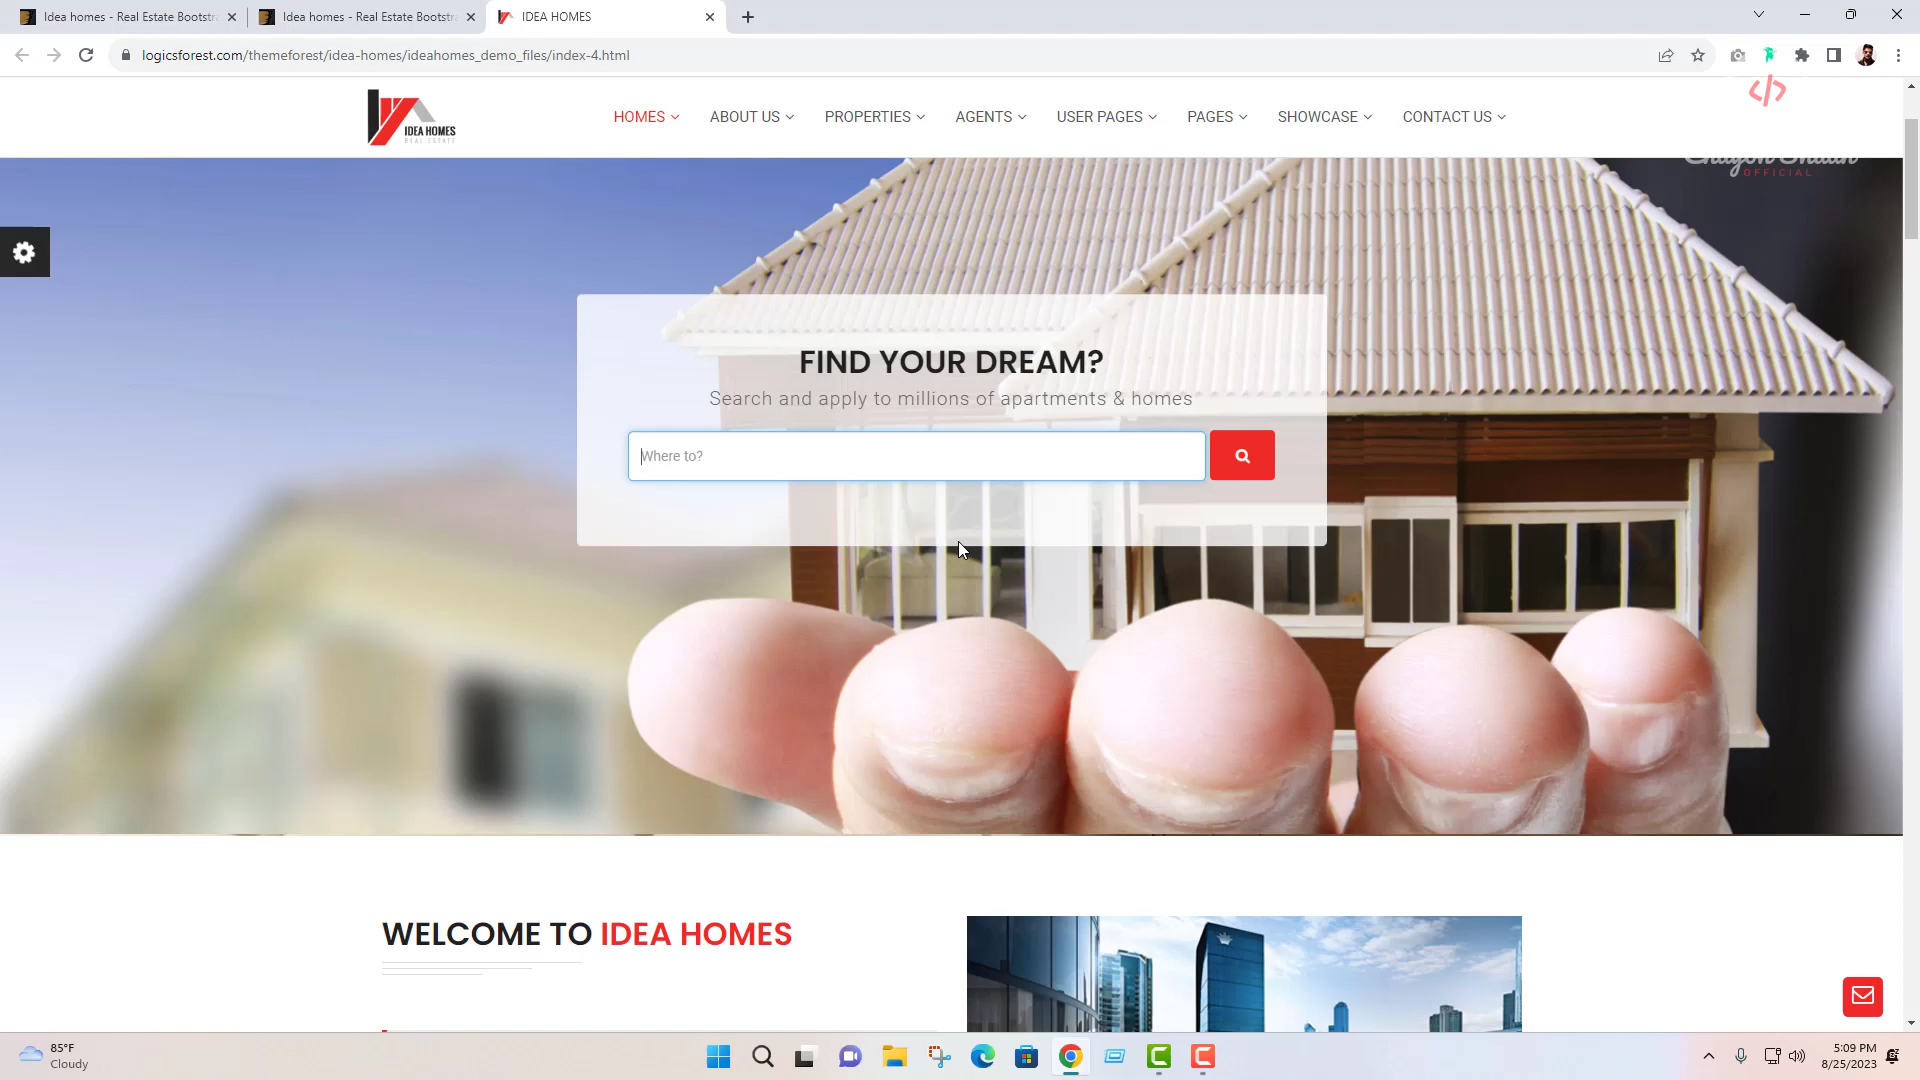 Idea homes - Real Estate Bootstr
Idea homes - Real Estate Bootstr
IDEA HOMES
logicsforest.com/themeforest/idea-homes/ideahomes_demo_files/index-4.html
IDEA HOMES
REAL ESTATE
HOMES
ABOUT US
PROPERTIES
AGENTS
USER PAGES
PAGES
SHOWCASE
CONTACT US
</>
OFFICIAL
FIND YOUR DREAM?
Search and apply to millions of apartments & homes
Where to?
WELCOME TO IDEA HOMES
85°F
Cloudy
5:09 PM
8/25/2023